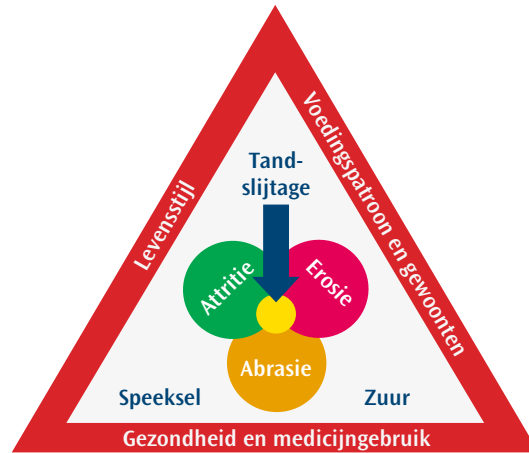 Voedingspatroon en gewoonten
Levensstijl
Tand-
slijtage
Attritie
Erosie
Abrasie
Speeksel
Zuur
Gezondheid en medicijngebruik